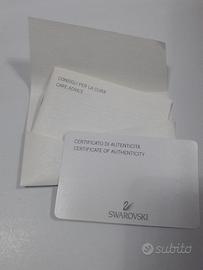 CONSIGLI PER LA CURA
CARE ADVICE
CERTIFICATO DI AUTENTICITÀ
CERTIFICATE OF AUTHENTICITY
SWAROVSKI
subito